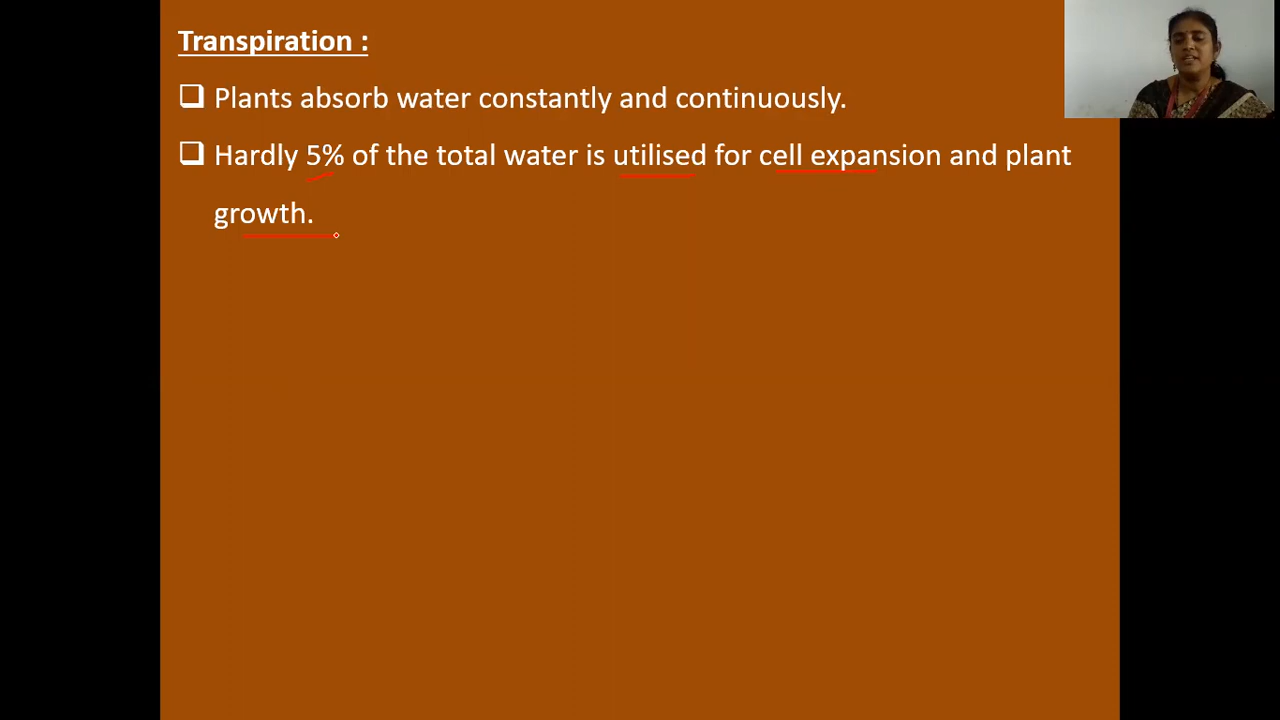 Transpiration :
❑ Plants absorb water constantly and continuously.
❑ Hardly 5% of the total water is utilised for cell expansion and plant
growth.